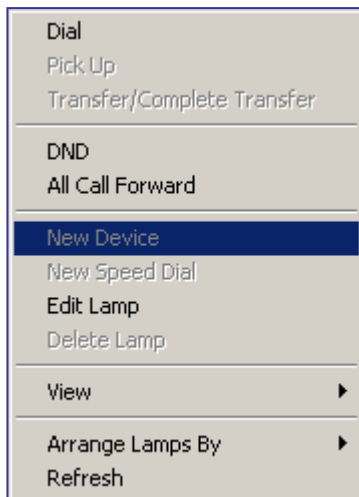 Dial
Pick Up
Transfer/Complete Transfer
DND
All Call Forward
New Device
New Speed Dial
Edit Lamp
Delete Lamp
View
Arrange Lamps By
Refresh